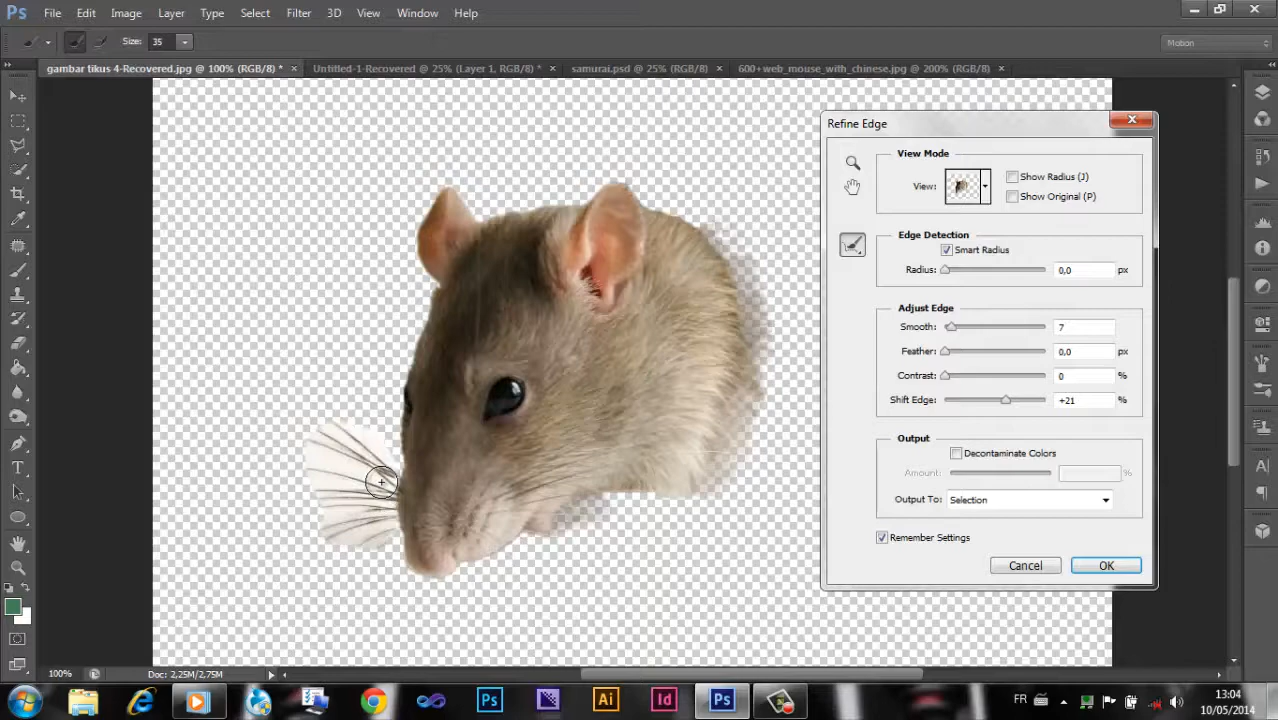 Ps File Edit Image Layer Type Select Filter 3D View Window Help
Size: 35 Motion
gambar tikus 4-Recovered.jpg @ 100% (RGB/8) * × Untitled-1-Recovered @ 25% (Layer 1, RGB/8) * × samurai.psd @ 25% (RGB/8) × 600+web_mouse_with_chinese.jpg @ 200% (RGB/8) ×
Refine Edge
View Mode
View: Show Radius (J)
Show Original (P)
Edge Detection
Smart Radius
Radius: 0,0 px
Adjust Edge
Smooth: 7
Feather: 0,0 px
Contrast: 0 %
Shift Edge: +21 %
Output
Decontaminate Colors
Amount: %
Output To: Selection
Remember Settings
Cancel OK
100% Doc: 2,25M/2,75M
Ps Ai Id Ps FR 13:04
10/05/2014